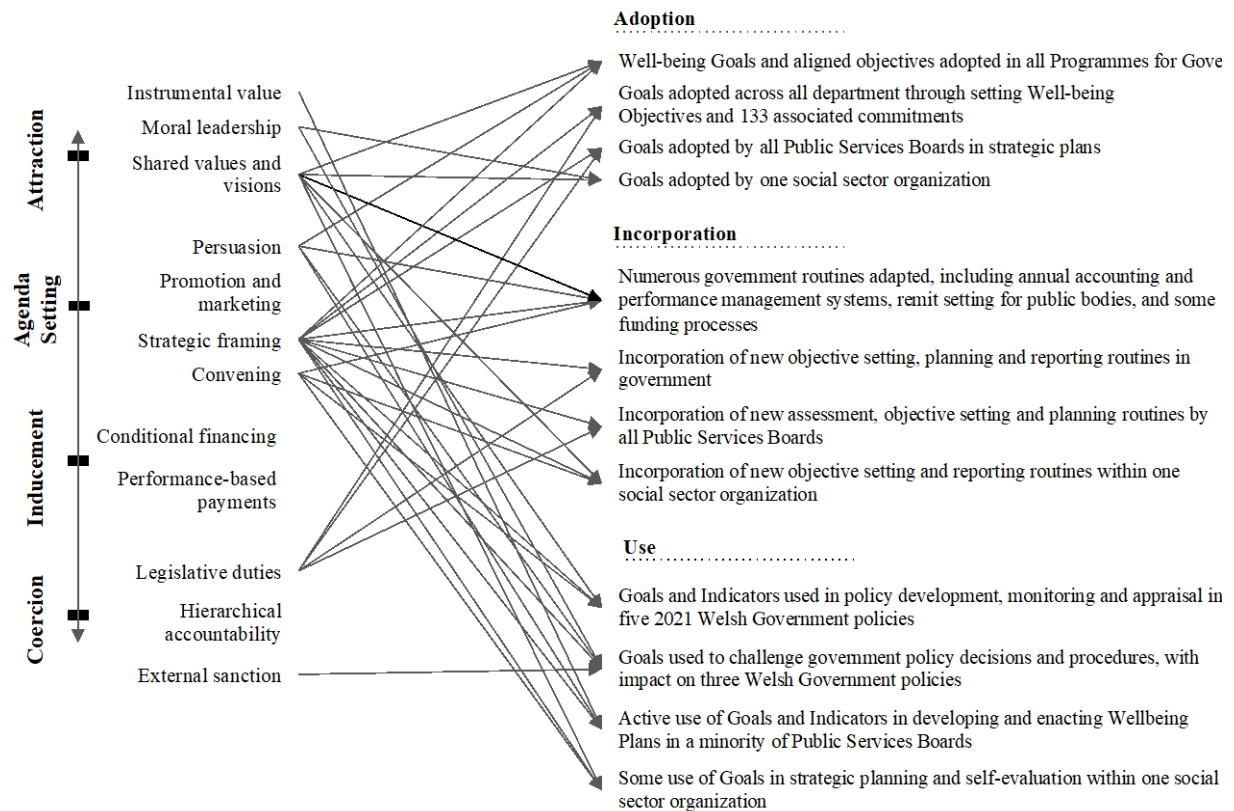 Attraction
Agenda
Setting
Inducement
Coercion
Instrumental value
Moral leadership
Shared values and
visions
Persuasion
Promotion and
marketing
Strategic framing
Convening
Conditional financing
Performance-based
payments
Legislative duties
Hierarchical
accountability
External sanction
Adoption
Well-being Goals and aligned objectives adopted in all Programmes for Gove
Goals adopted across all department through setting Well-being
Objectives and 133 associated commitments
Goals adopted by all Public Services Boards in strategic plans
Goals adopted by one social sector organization
Incorporation
Numerous government routines adapted, including annual accounting and
performance management systems, remit setting for public bodies, and some
funding processes
Incorporation of new objective setting, planning and reporting routines in
government
Incorporation of new assessment, objective setting and planning routines by
all Public Services Boards
Incorporation of new objective setting and reporting routines within one
social sector organization
Use
Goals and Indicators used in policy development, monitoring and appraisal in
five 2021 Welsh Government policies
Goals used to challenge government policy decisions and procedures, with
impact on three Welsh Government policies
Active use of Goals and Indicators in developing and enacting Wellbeing
Plans in a minority of Public Services Boards
Some use of Goals in strategic planning and self-evaluation within one social
sector organization